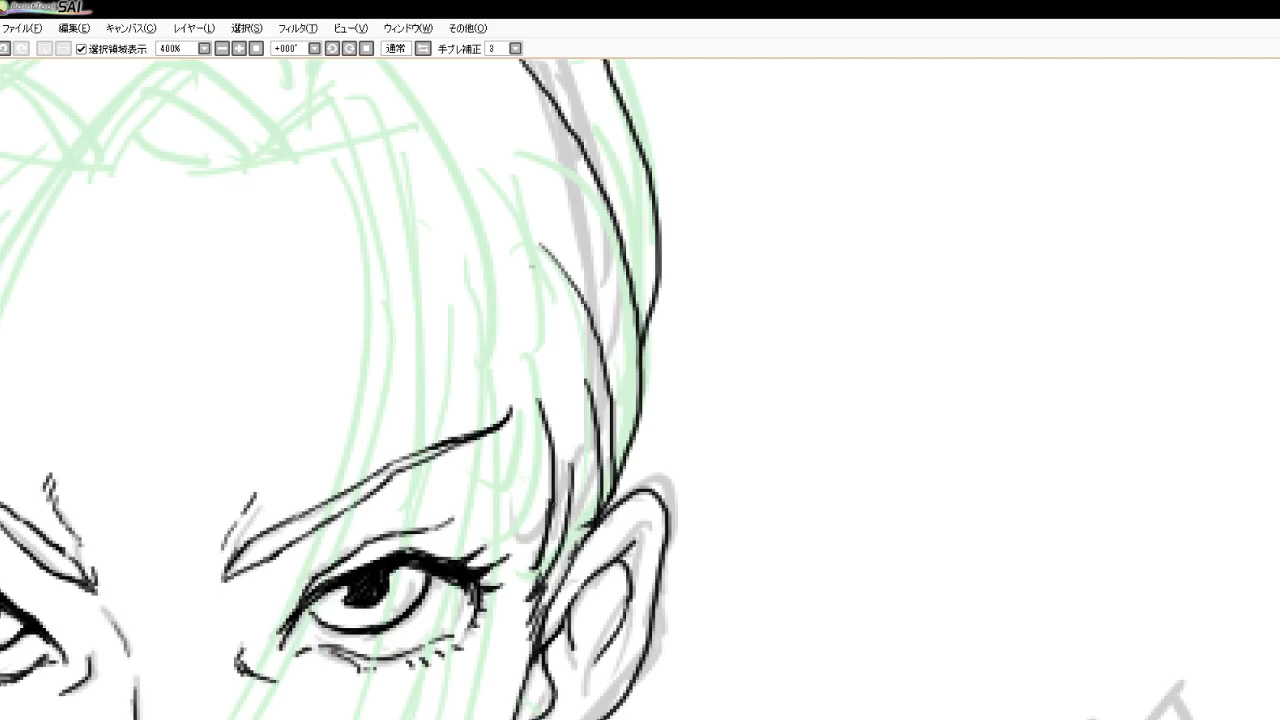 PaintTool SAI
ファイル(F) 編集(E) キャンバス(C) レイヤー(L) 選択(S) フィルタ(T) ビュー(V) ウィンドウ(W) その他(O)
選択領域表示 400% +000° 通常 手ブレ補正 3